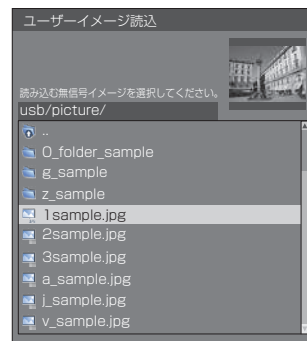 ユーザーイメージ読込
読み込む無信号イメージを選択してください。
usb/picture/
..
0_folder_sample
g_sample
z_sample
1sample.jpg
2sample.jpg
3sample.jpg
a_sample.jpg
j_sample.jpg
v_sample.jpg